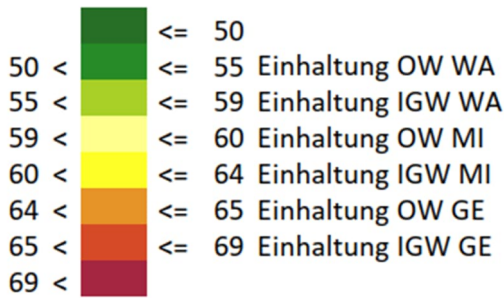 <= 50
50 < <= 55 Einhaltung OW WA
55 < <= 59 Einhaltung IGW WA
59 < <= 60 Einhaltung OW MI
60 < <= 64 Einhaltung IGW MI
64 < <= 65 Einhaltung OW GE
65 < <= 69 Einhaltung IGW GE
69 <